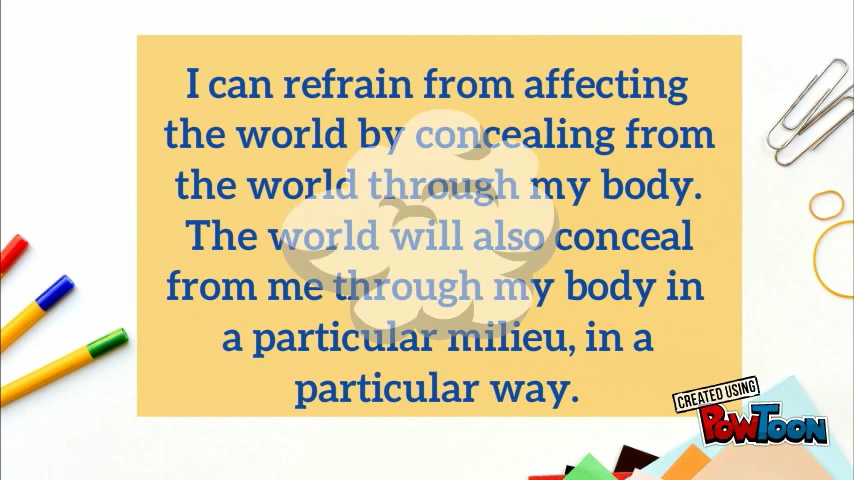 I can refrain from affecting
the world by concealing from
the world through my body.
The world will also conceal
from me through my body in
a particular milieu, in a
particular way.
CREATED USING
POWTOON